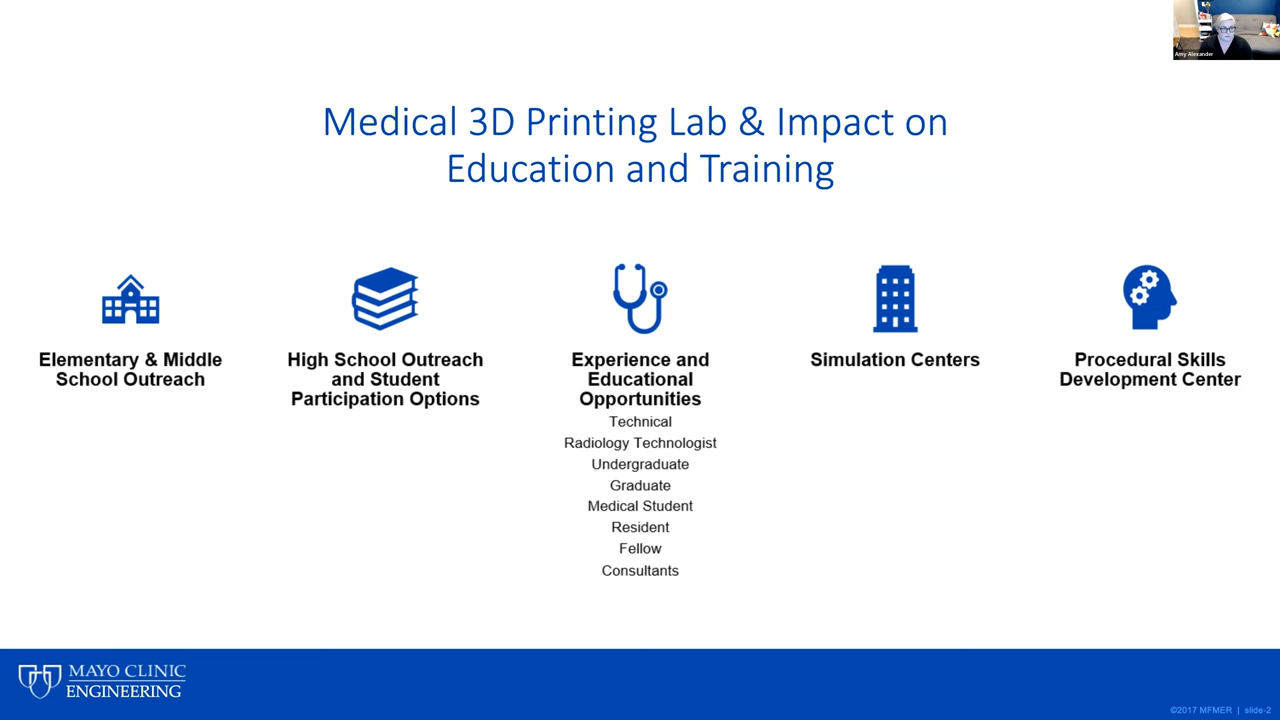 Amy Alexander
Medical 3D Printing Lab & Impact on
Education and Training
Elementary & Middle
School Outreach
High School Outreach
and Student
Participation Options
Experience and
Educational
Opportunities
Technical
Radiology Technologist
Undergraduate
Graduate
Medical Student
Resident
Fellow
Consultants
Simulation Centers
Procedural Skills
Development Center
MAYO CLINIC
ENGINEERING
©2017 MFMER | slide-2